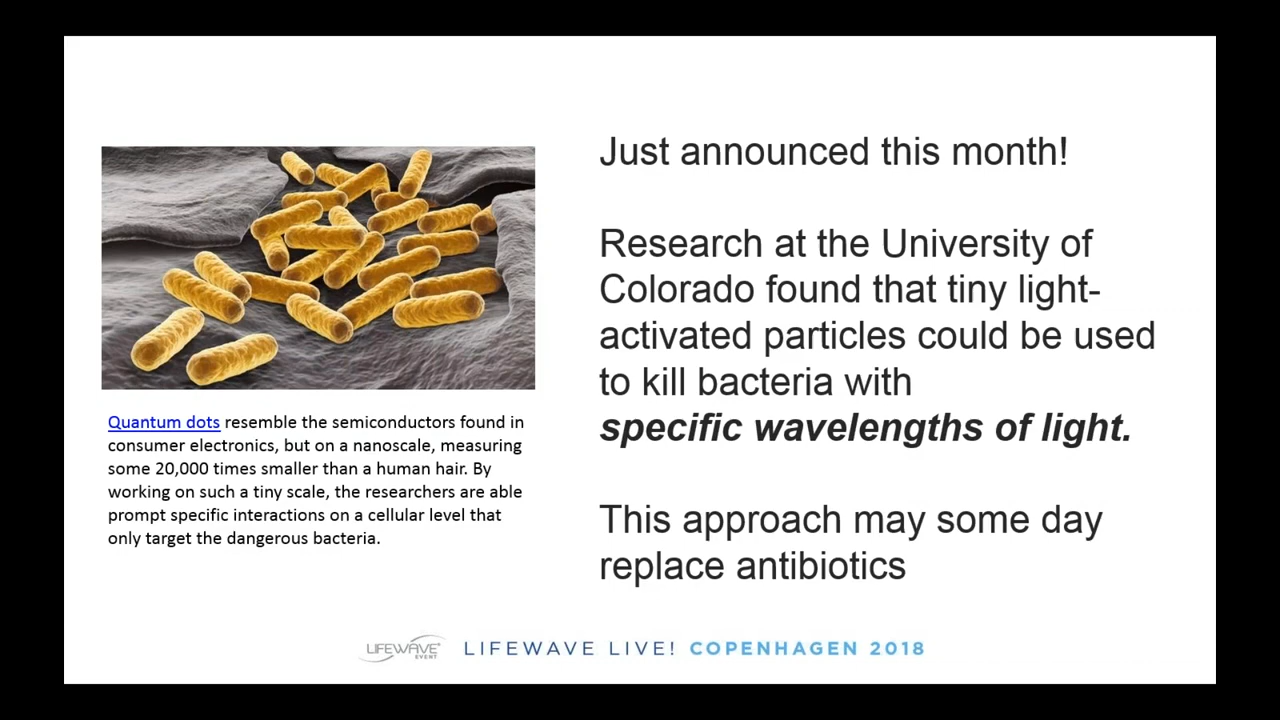 Just announced this month!
Research at the University of
Colorado found that tiny light-
activated particles could be used
to kill bacteria with
specific wavelengths of light.
This approach may some day
replace antibiotics
Quantum dots resemble the semiconductors found in
consumer electronics, but on a nanoscale, measuring
some 20,000 times smaller than a human hair. By
working on such a tiny scale, the researchers are able
prompt specific interactions on a cellular level that
only target the dangerous bacteria.
LIFEWAVE
EVENT
LIFEWAVE LIVE! COPENHAGEN 2018